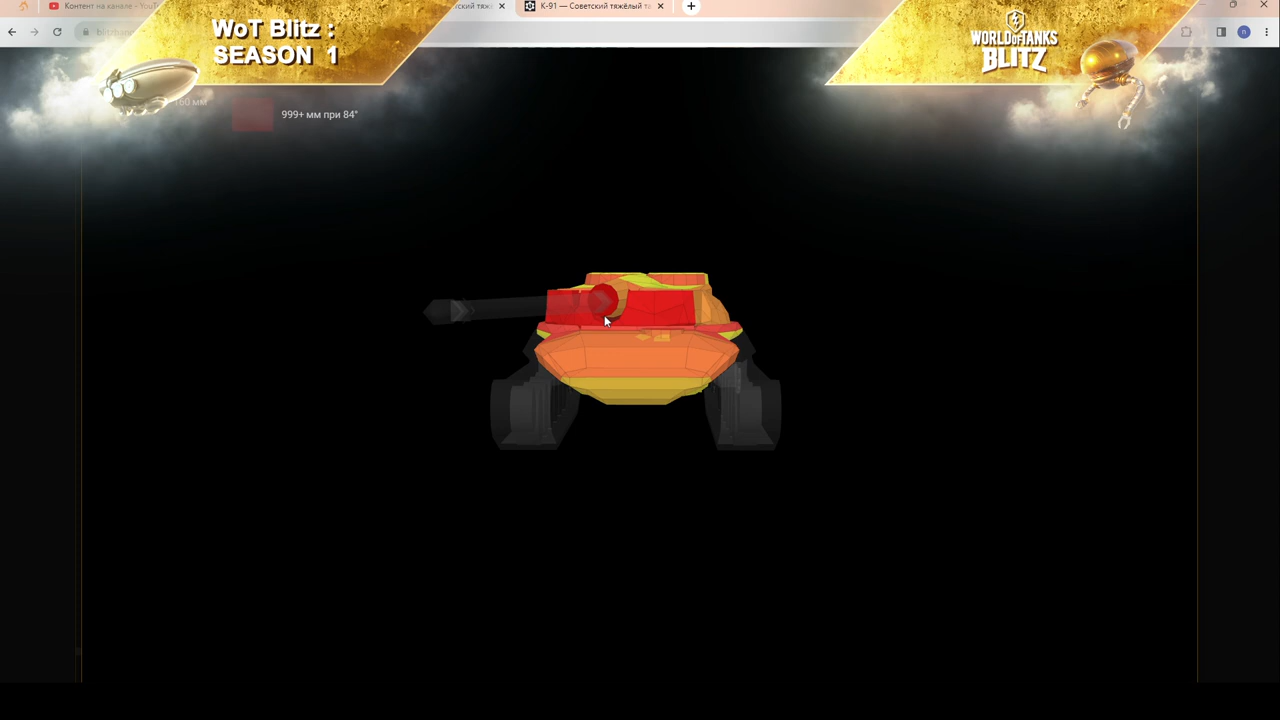 Контент на канале - YouT
ский тяж
K-91 — Советский тяжёлый та
blitz
WoT Blitz :
SEASON 1
WORLD OF TANKS
BLITZ
n
160 мм
999+ мм при 84°